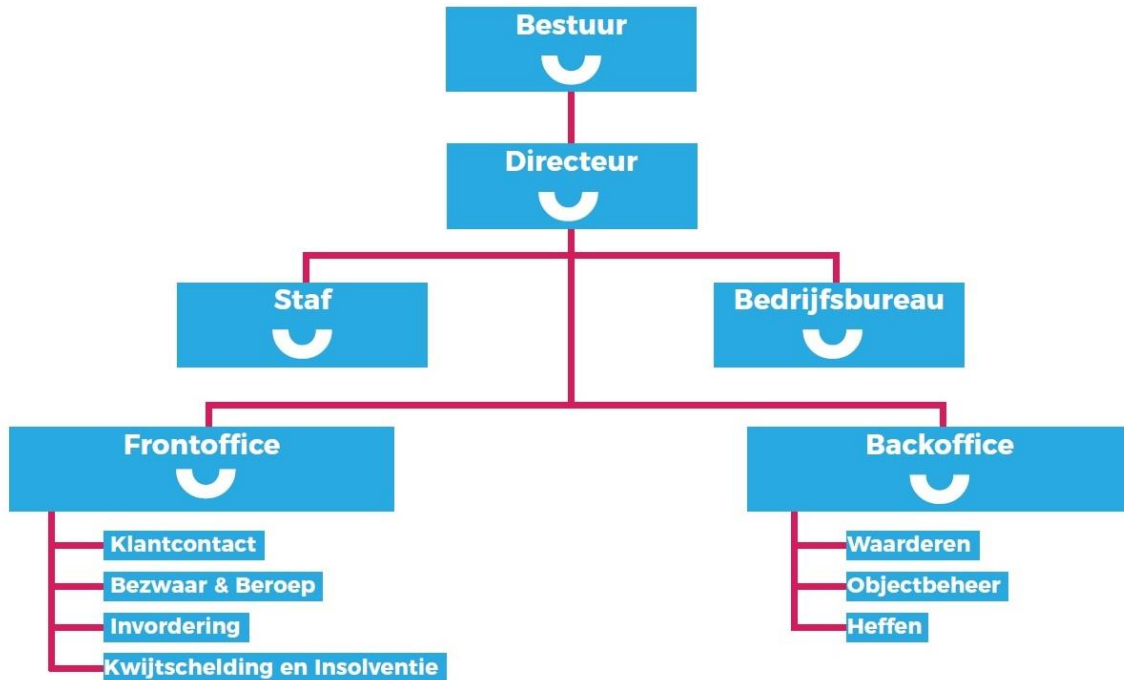 Bestuur
Directeur
Staf
Bedrijfsbureau
Frontoffice
Klantcontact
Bezwaar & Beroep
Invordering
Kwijtschelding en Insolventie
Backoffice
Waarderen
Objectbeheer
Heffen